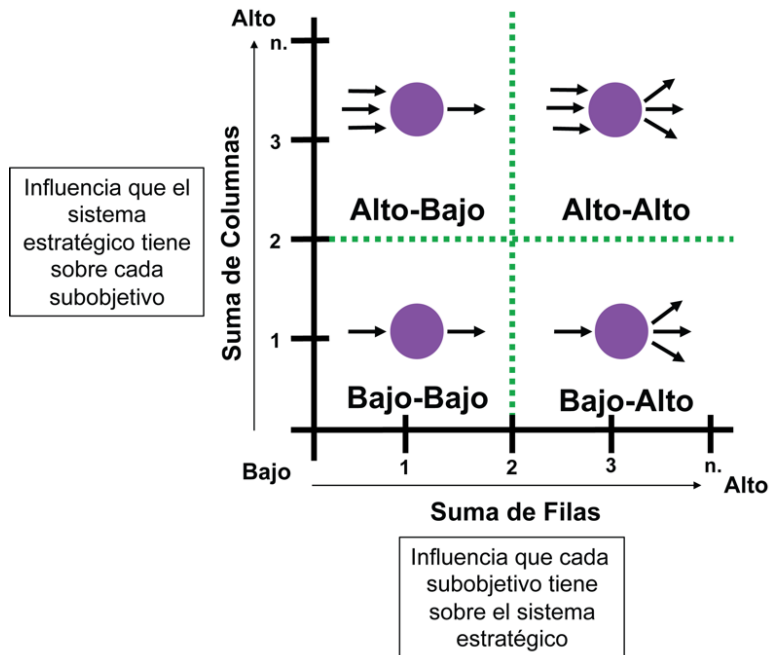 Alto
n.
3
Influencia que el
sistema
estratégico tiene
sobre cada
subobjetivo
Suma de Columnas
Alto-Bajo
Alto-Alto
2
1
Bajo-Bajo
Bajo-Alto
Bajo
1
2
3
n.
Alto
Suma de Filas
Influencia que cada
subobjetivo tiene
sobre el sistema
estratégico